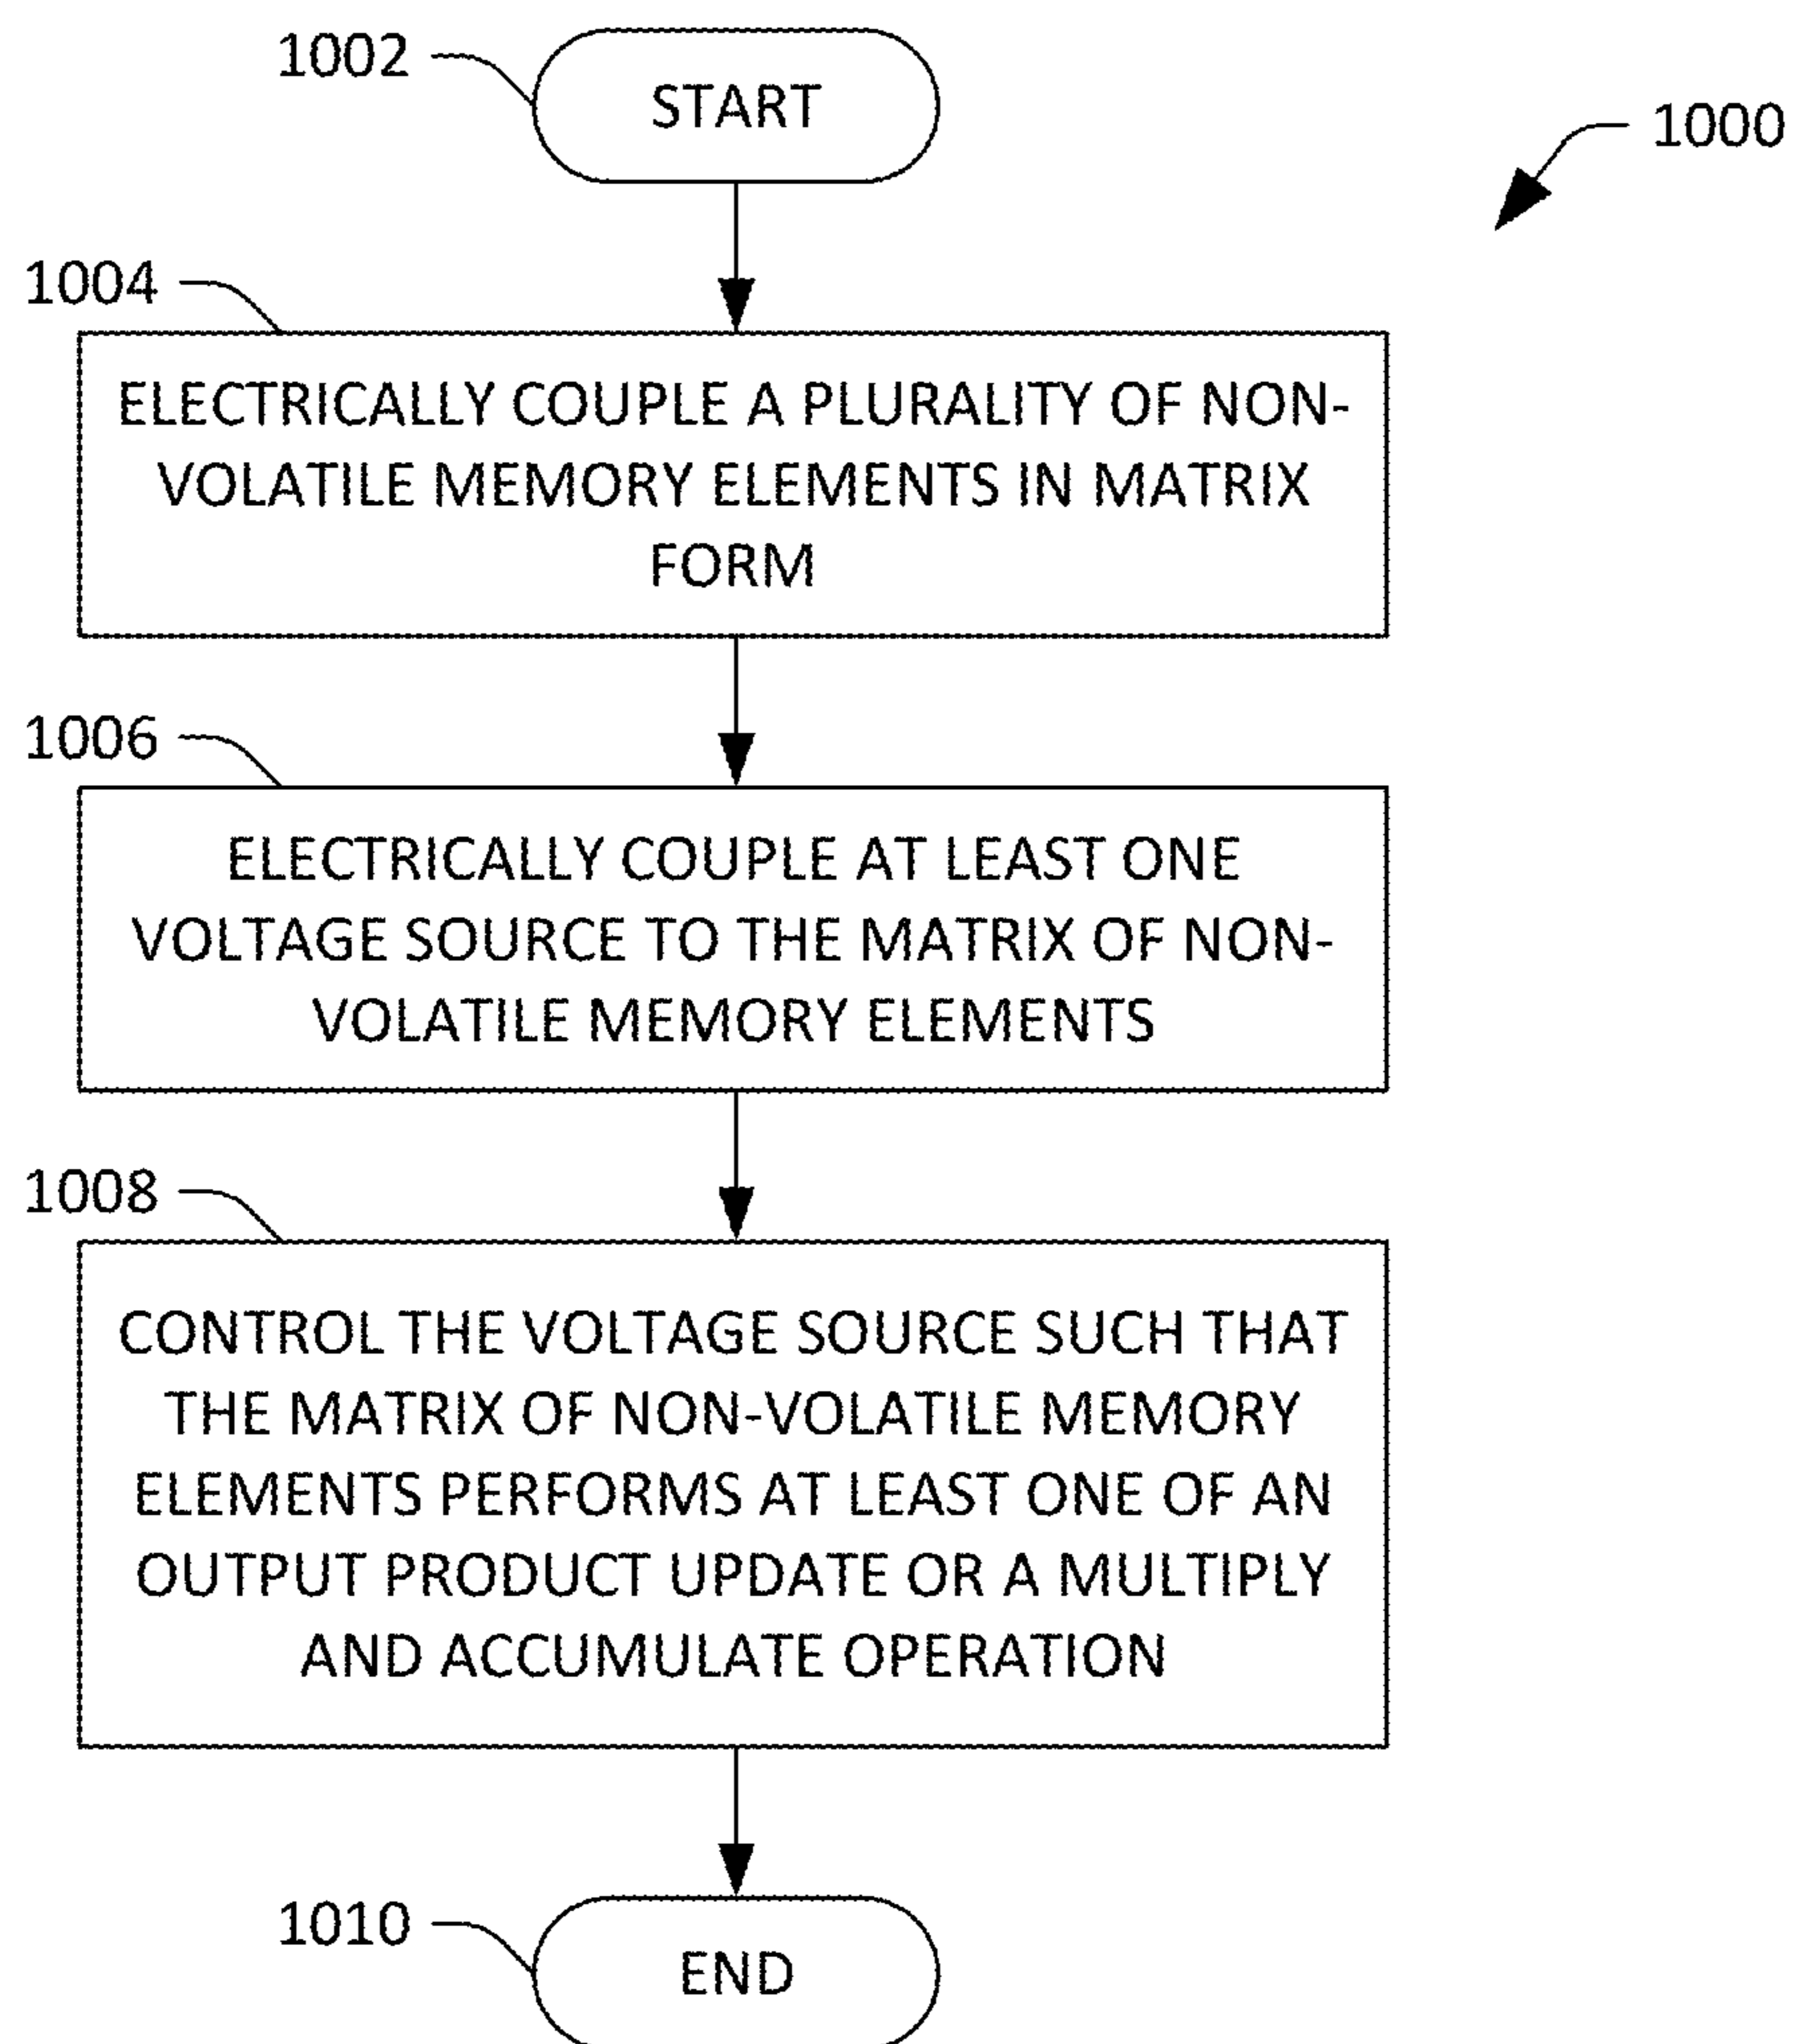 1002
START
1000
1004
ELECTRICALLY COUPLE A PLURALITY OF NON-
VOLATILE MEMORY ELEMENTS IN MATRIX
FORM
1006
ELECTRICALLY COUPLE AT LEAST ONE
VOLTAGE SOURCE TO THE MATRIX OF NON-
VOLATILE MEMORY ELEMENTS
1008
CONTROL THE VOLTAGE SOURCE SUCH THAT
THE MATRIX OF NON-VOLATILE MEMORY
ELEMENTS PERFORMS AT LEAST ONE OF AN
OUTPUT PRODUCT UPDATE OR A MULTIPLY
AND ACCUMULATE OPERATION
1010
END